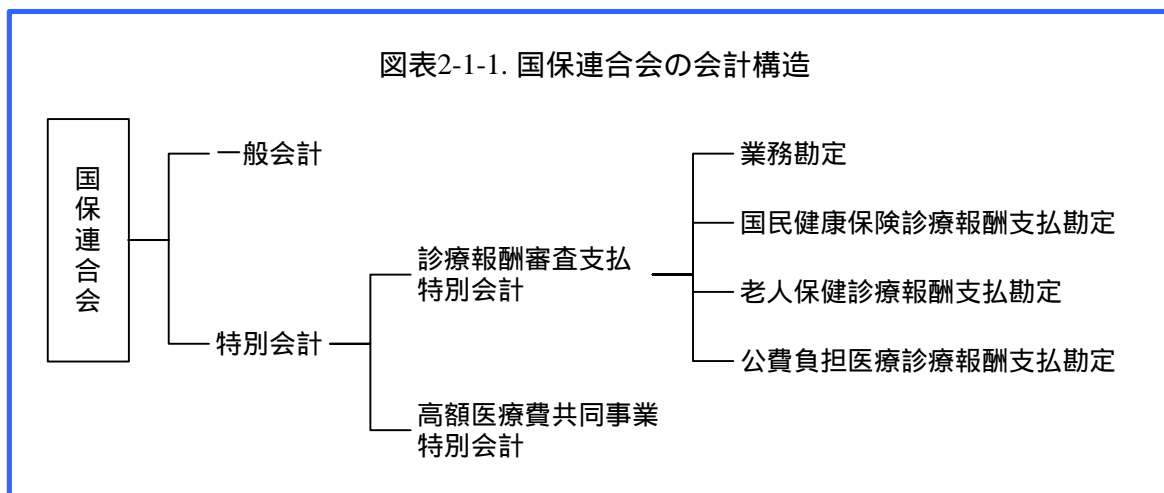 図表2-1-1. 国保連合会の会計構造
国保連合会
一般会計
特別会計
診療報酬審査支払
特別会計
高額医療費共同事業
特別会計
業務勘定
国民健康保険診療報酬支払勘定
老人保健診療報酬支払勘定
公費負担医療診療報酬支払勘定